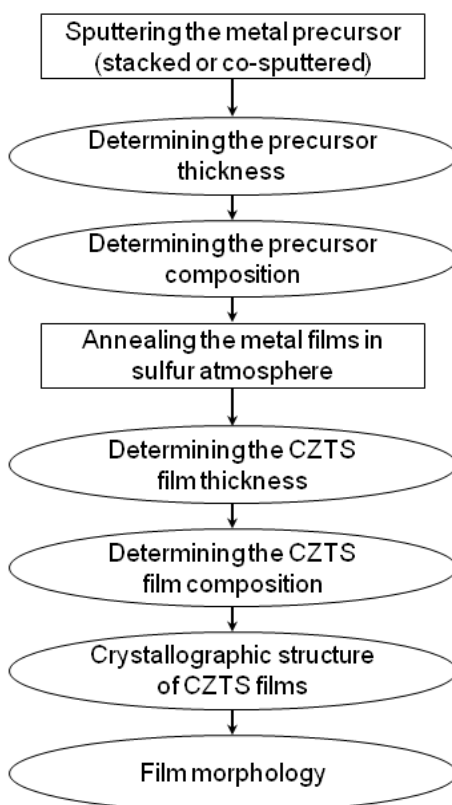 Sputtering the metal precursor
(stacked or co-sputtered)
Determining the precursor
thickness
Determining the precursor
composition
Annealing the metal films in
sulfur atmosphere
Determining the CZTS
film thickness
Determining the CZTS
film composition
Crystallographic structure
of CZTS films
Film morphology